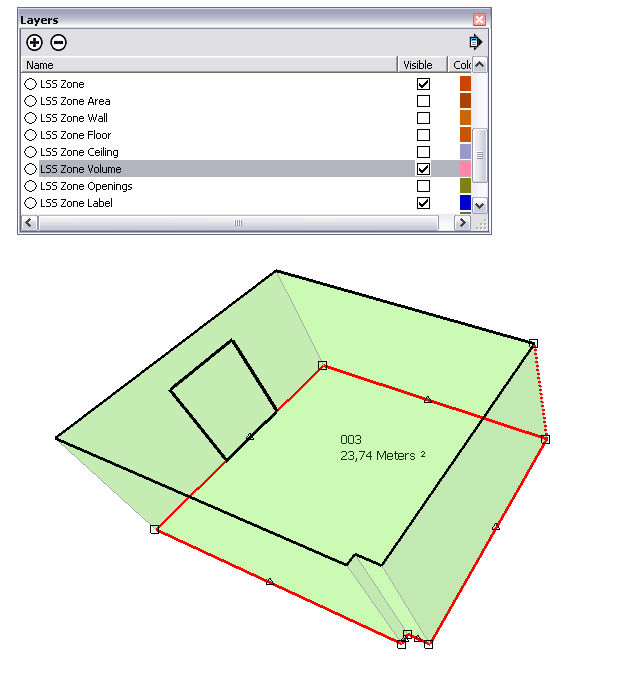 Layers
Name Visible Colo
LSS Zone
LSS Zone Area
LSS Zone Wall
LSS Zone Floor
LSS Zone Ceiling
LSS Zone Volume
LSS Zone Openings
LSS Zone Label
003
23,74 Meters ²